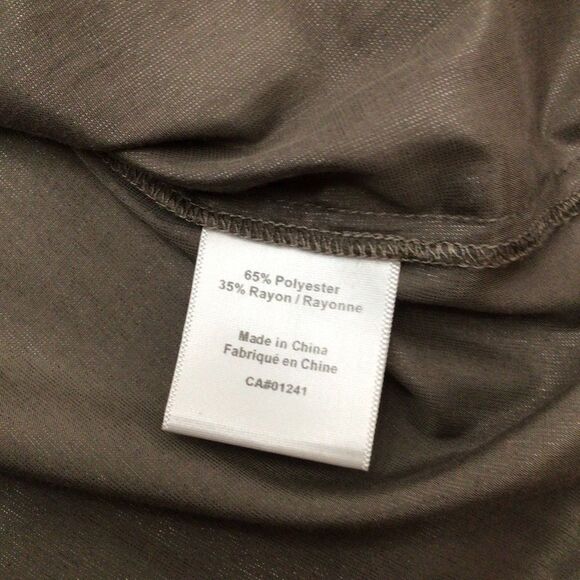 65% Polyester
35% Rayon / Rayonne
Made in China
Fabriqué en Chine
CA#01241